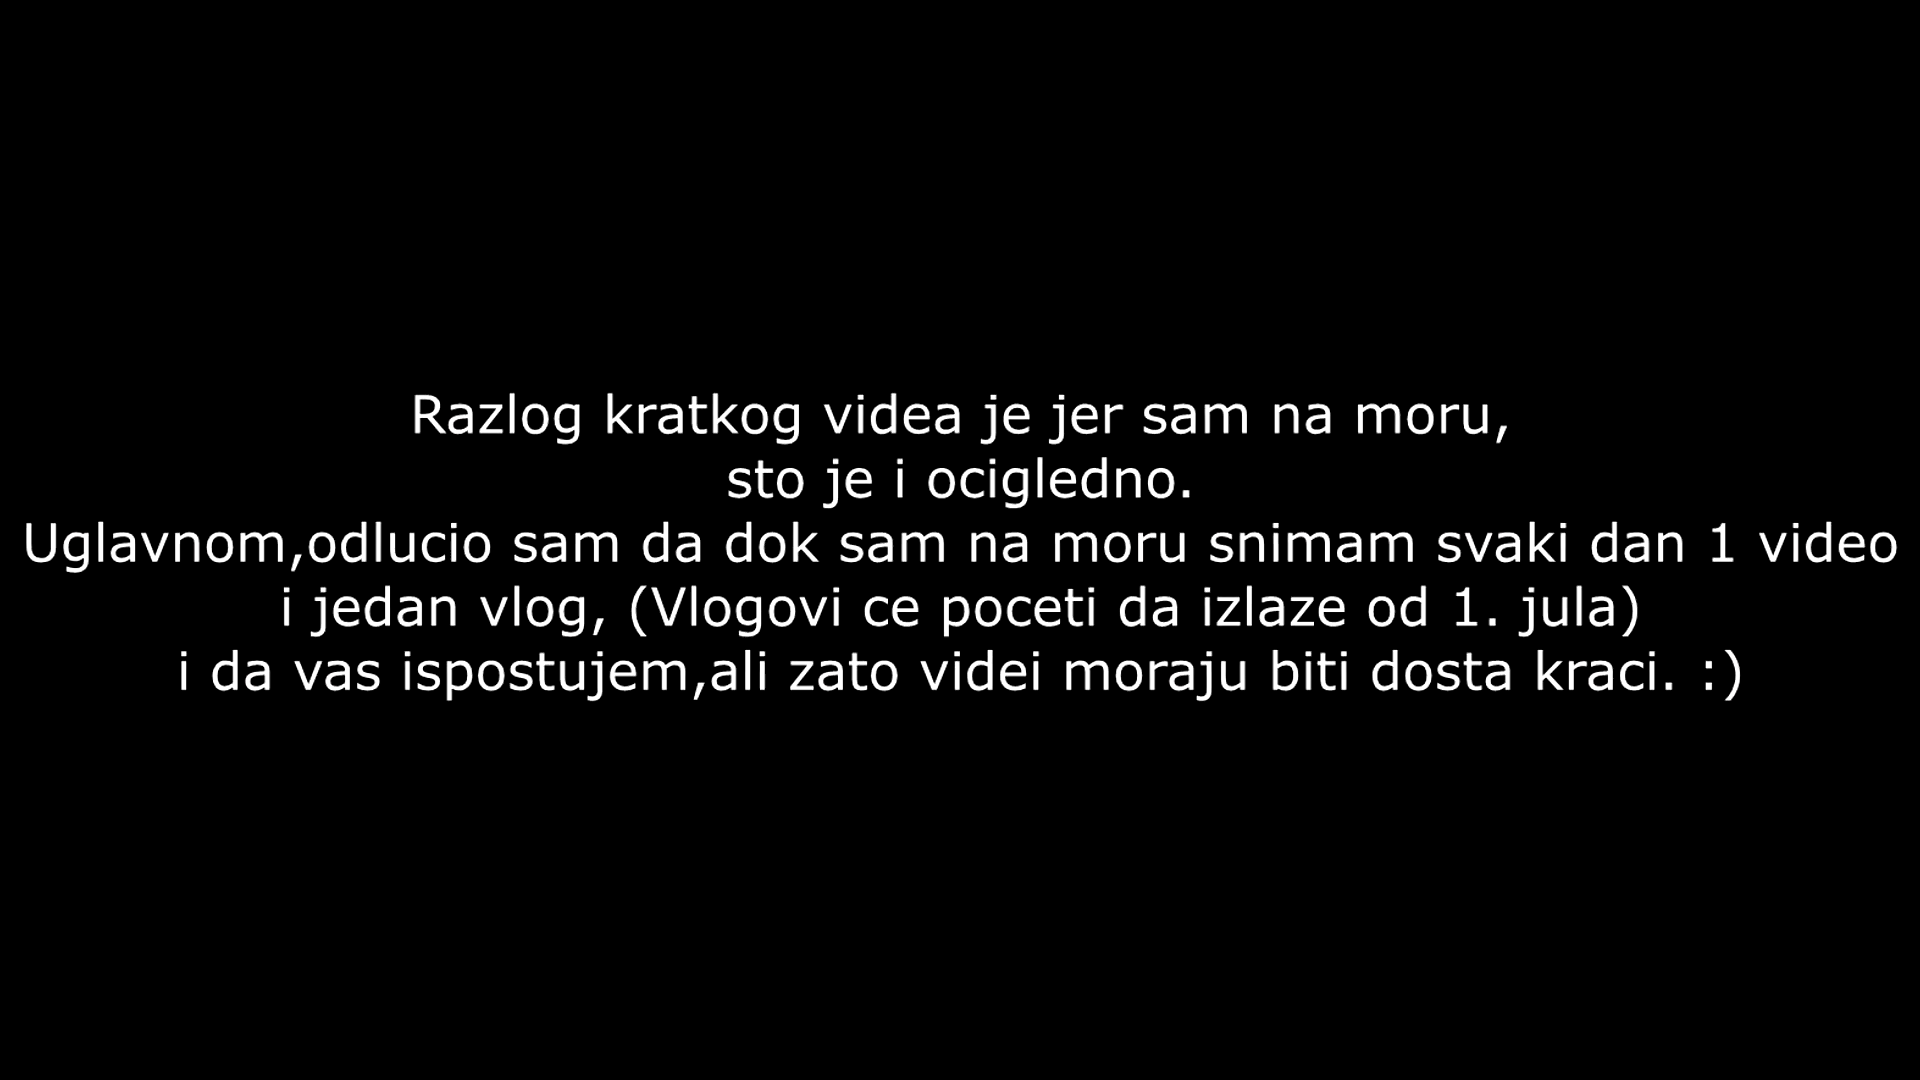 Razlog kratkog videa je jer sam na moru,
sto je i ocigledno.
Uglavnom,odlucio sam da dok sam na moru snimam svaki dan 1 video
i jedan vlog, (Vlogovi ce poceti da izlaze od 1. jula)
i da vas ispostujem,ali zato videi moraju biti dosta kraci. :)